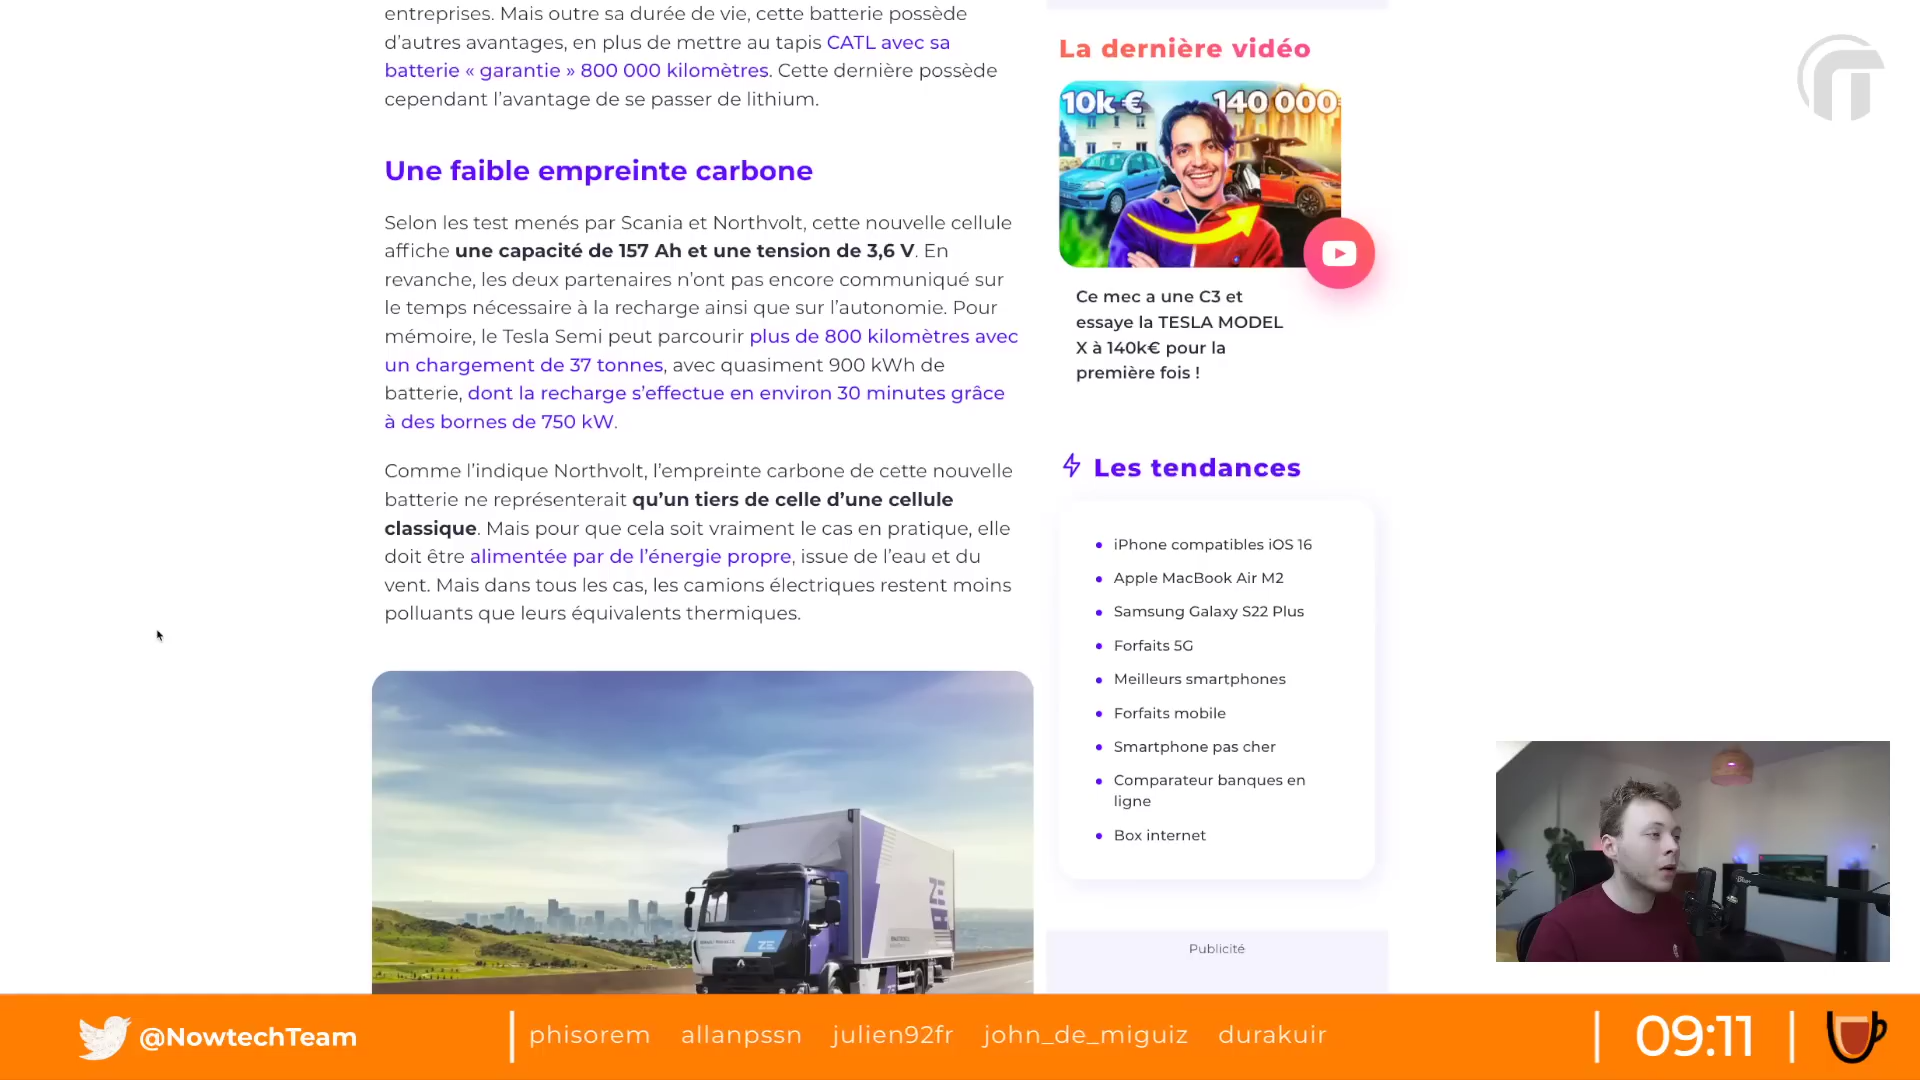 entreprises. Mais outre sa durée de vie, cette batterie possède
d’autres avantages, en plus de mettre au tapis CATL avec sa
batterie « garantie » 800 000 kilomètres. Cette dernière possède
cependant l’avantage de se passer de lithium.
Une faible empreinte carbone
Selon les test menés par Scania et Northvolt, cette nouvelle cellule
affiche une capacité de 157 Ah et une tension de 3,6 V. En
revanche, les deux partenaires n’ont pas encore communiqué sur
le temps nécessaire à la recharge ainsi que sur l’autonomie. Pour
mémoire, le Tesla Semi peut parcourir plus de 800 kilomètres avec
un chargement de 37 tonnes, avec quasiment 900 kWh de
batterie, dont la recharge s’effectue en environ 30 minutes grâce
à des bornes de 750 kW.
Comme l’indique Northvolt, l’empreinte carbone de cette nouvelle
batterie ne représenterait qu’un tiers de celle d’une cellule
classique. Mais pour que cela soit vraiment le cas en pratique, elle
doit être alimentée par de l’énergie propre, issue de l’eau et du
vent. Mais dans tous les cas, les camions électriques restent moins
polluants que leurs équivalents thermiques.
ZE
ZE
La dernière vidéo
10k €
140 000
Ce mec a une C3 et
essaye la TESLA MODEL
X à 140k€ pour la
première fois !
Les tendances
iPhone compatibles iOS 16
Apple MacBook Air M2
Samsung Galaxy S22 Plus
Forfaits 5G
Meilleurs smartphones
Forfaits mobile
Smartphone pas cher
Comparateur banques en
ligne
Box internet
Publicité
@NowtechTeam
phisorem allanpssn julien92fr john_de_miguiz durakuir
09:11